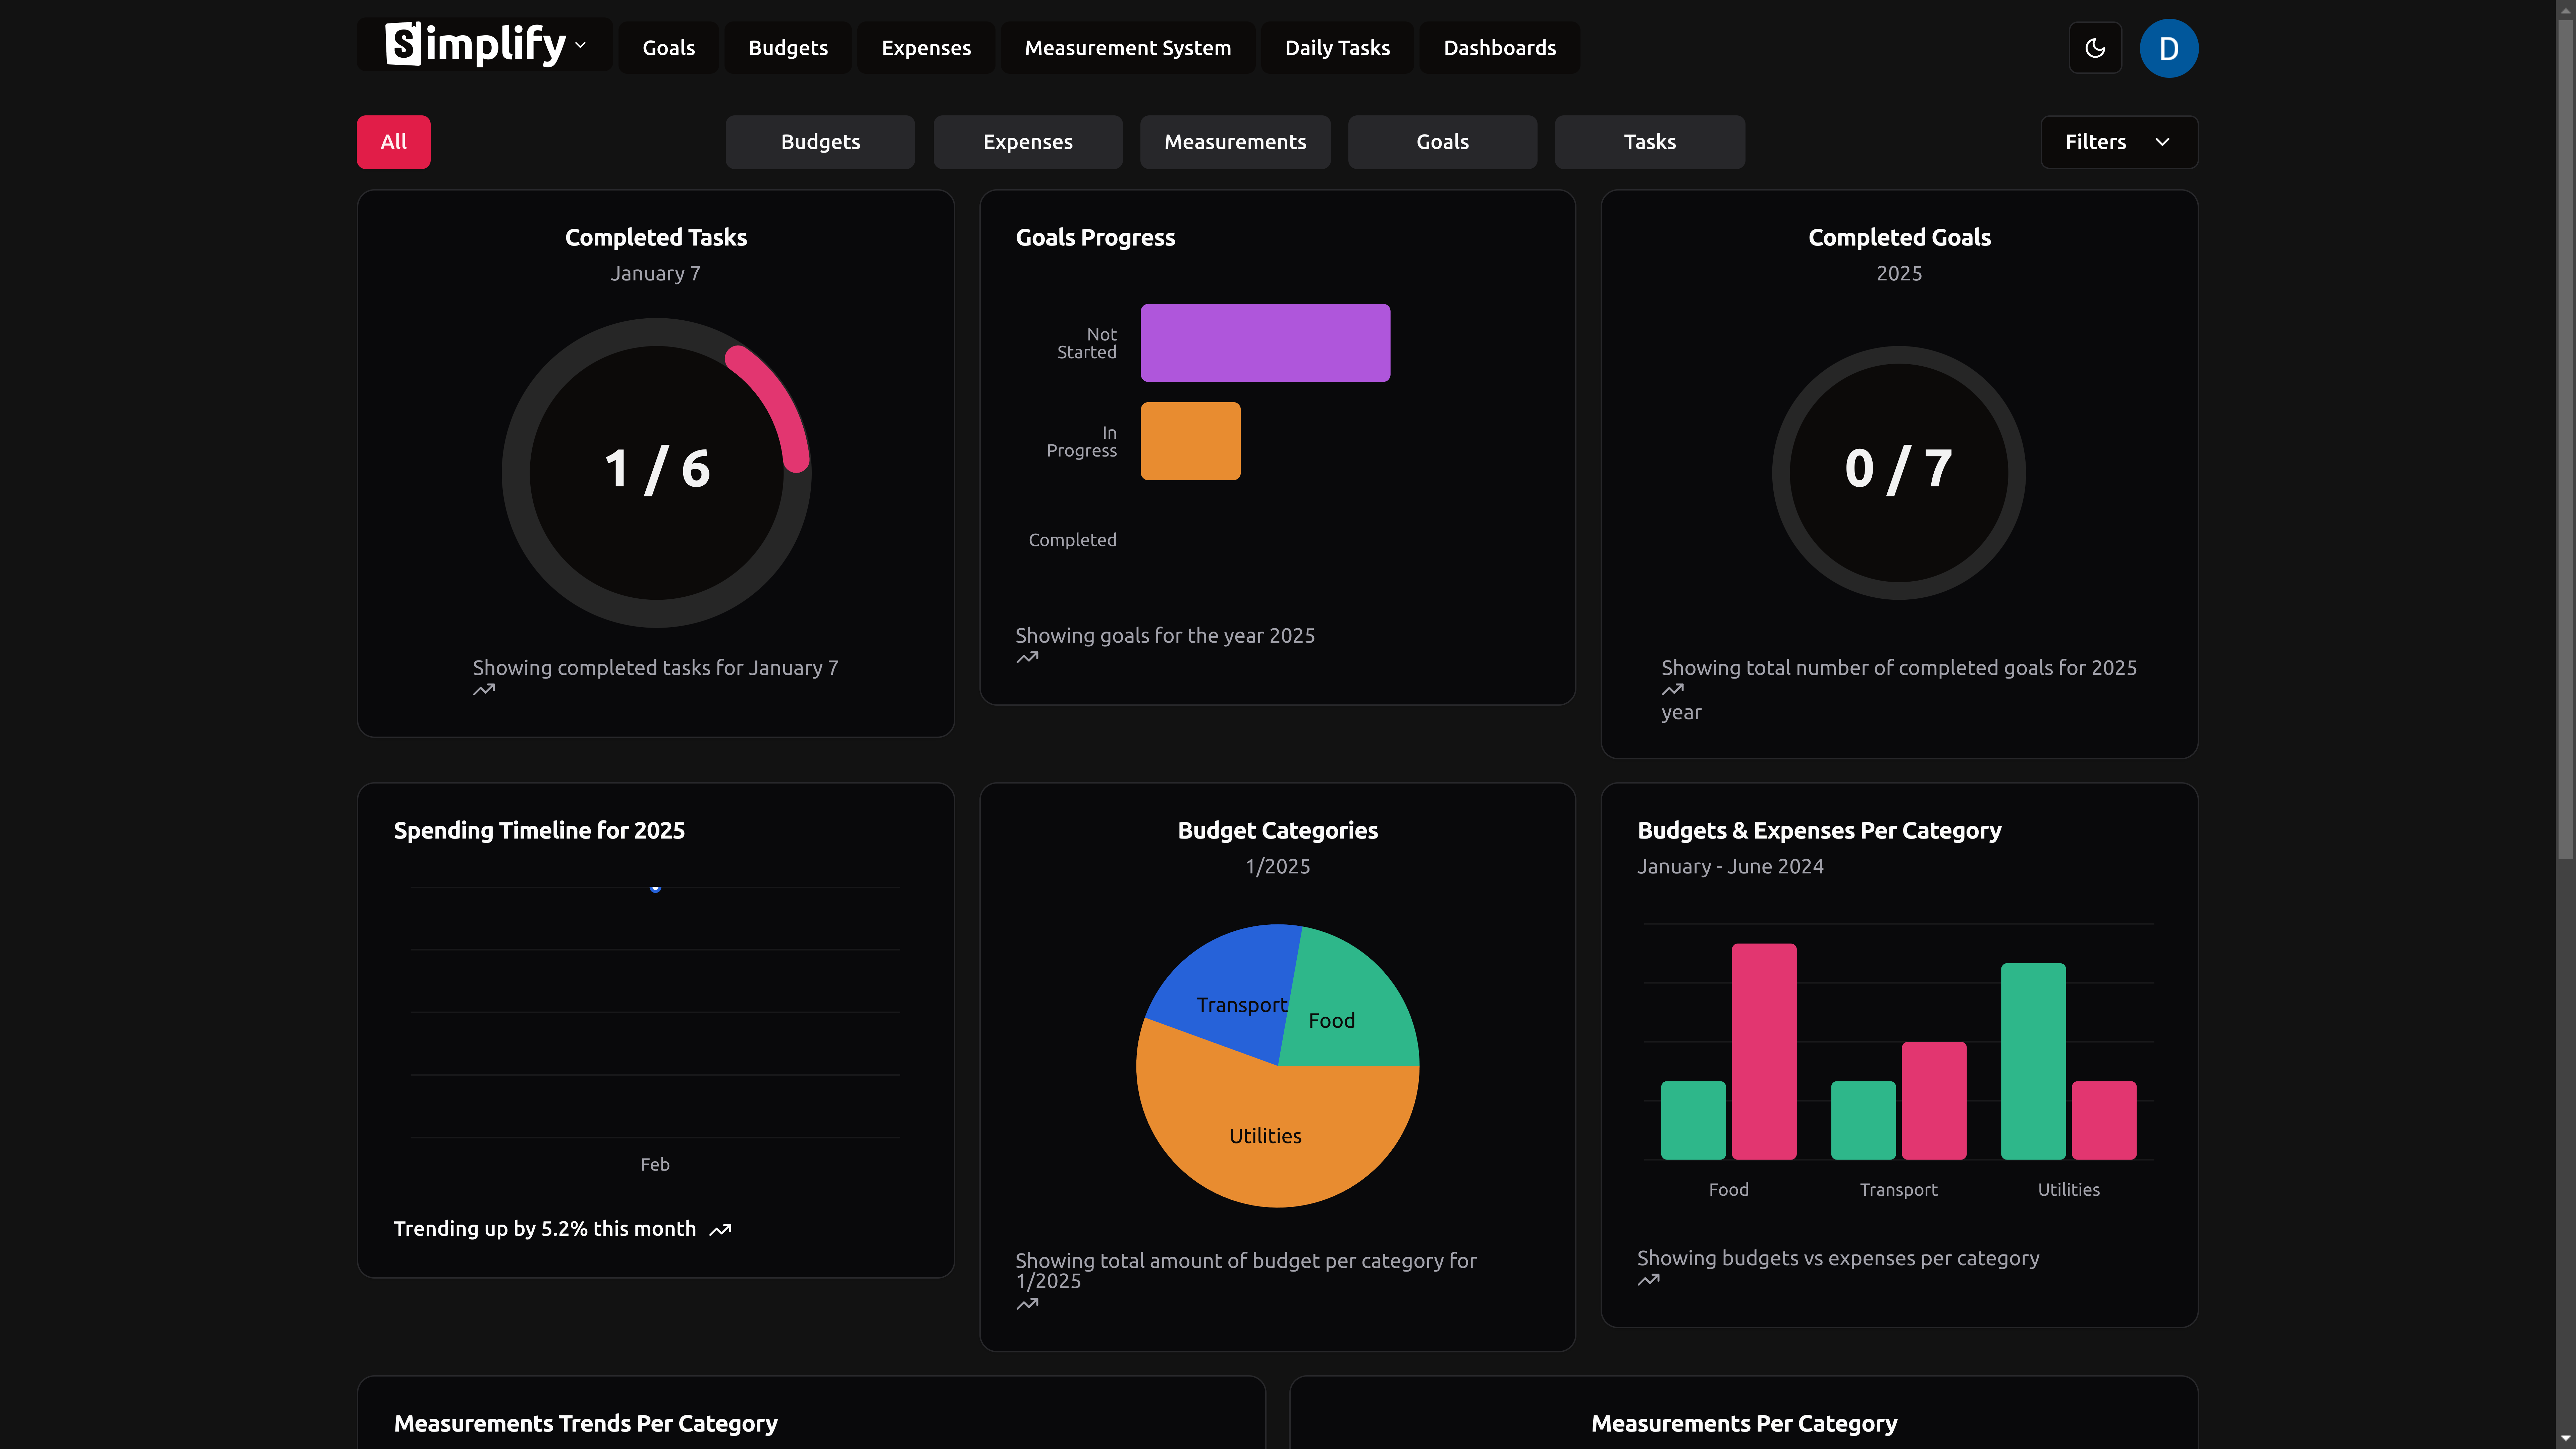 Simplify
Goals
Budgets
Expenses
Measurement System
Daily Tasks
Dashboards
D
All
Budgets
Expenses
Measurements
Goals
Tasks
Filters
Completed Tasks
January 7
1 / 6
Showing completed tasks for January 7
Goals Progress
Not
Started
In
Progress
Completed
Showing goals for the year 2025
Completed Goals
2025
0 / 7
Showing total number of completed goals for 2025
year
Spending Timeline for 2025
Feb
Trending up by 5.2% this month
Budget Categories
1/2025
Transport
Food
Utilities
Showing total amount of budget per category for
1/2025
Budgets & Expenses Per Category
January - June 2024
Food
Transport
Utilities
Showing budgets vs expenses per category
Measurements Trends Per Category
Measurements Per Category